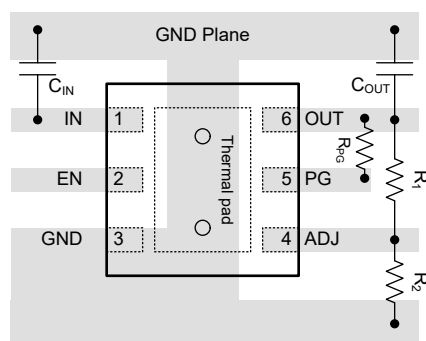 GND Plane
C_IN
C_OUT
IN 1
6 OUT
R_PG
Thermal pad
EN 2
5 PG
R_1
GND 3
4 ADJ
R_2